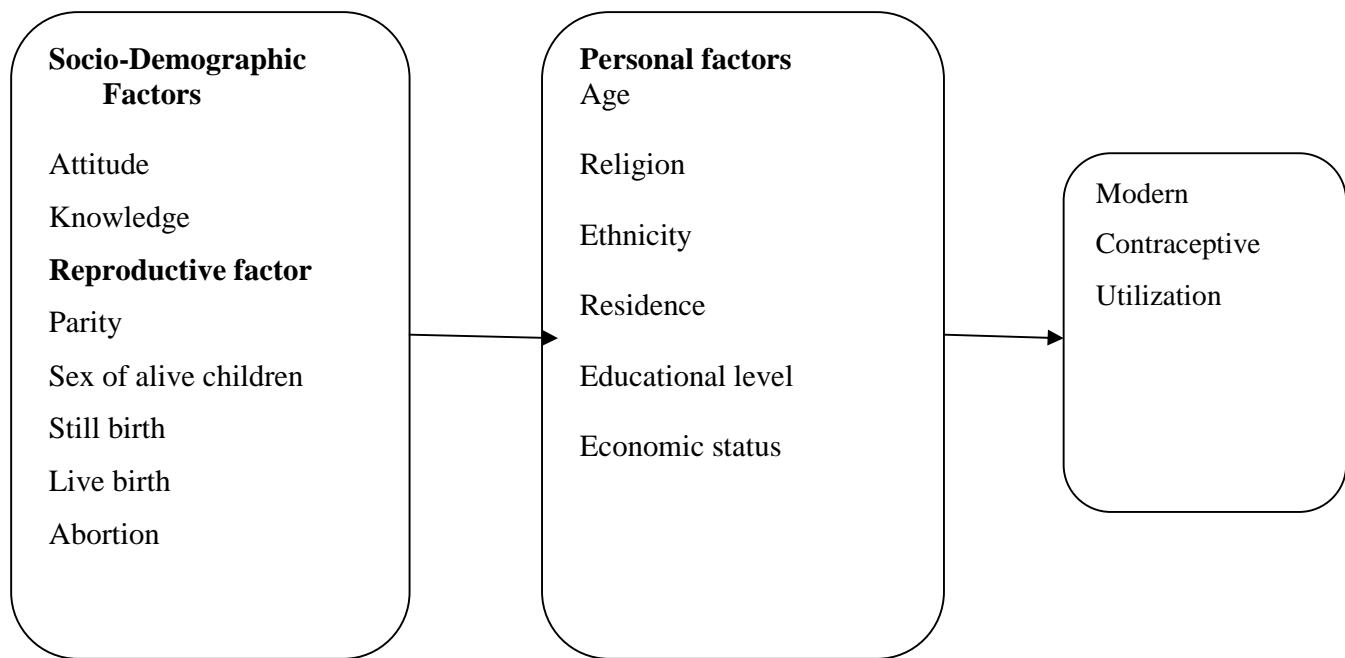 Socio-Demographic
Factors
Attitude
Knowledge
Reproductive factor
Parity
Sex of alive children
Still birth
Live birth
Abortion
Personal factors
Age
Religion
Ethnicity
Residence
Educational level
Economic status
Modern
Contraceptive
Utilization